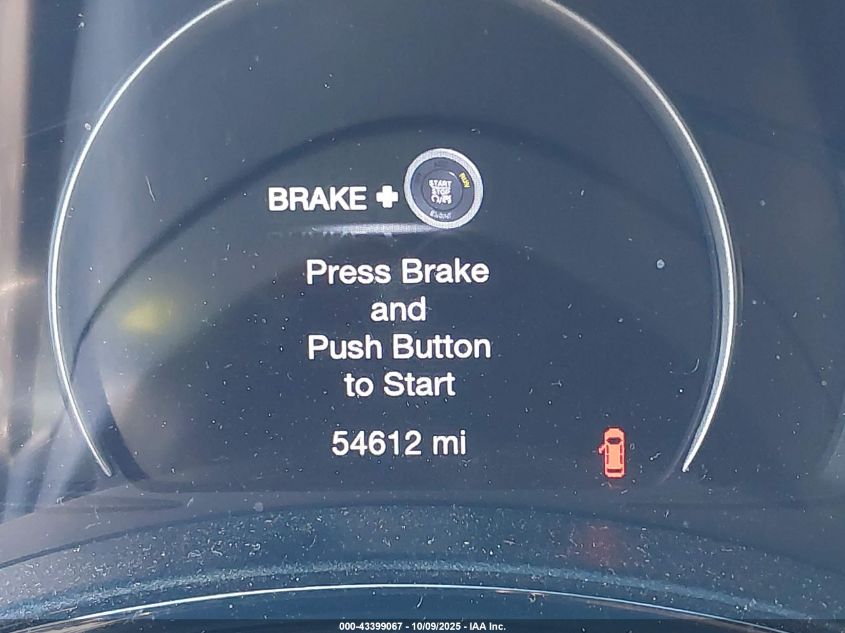 BRAKE +
START
STOP
RUN
Press Brake
and
Push Button
to Start
54612 mi
000-43399067 - 10/09/2025 - IAA Inc.